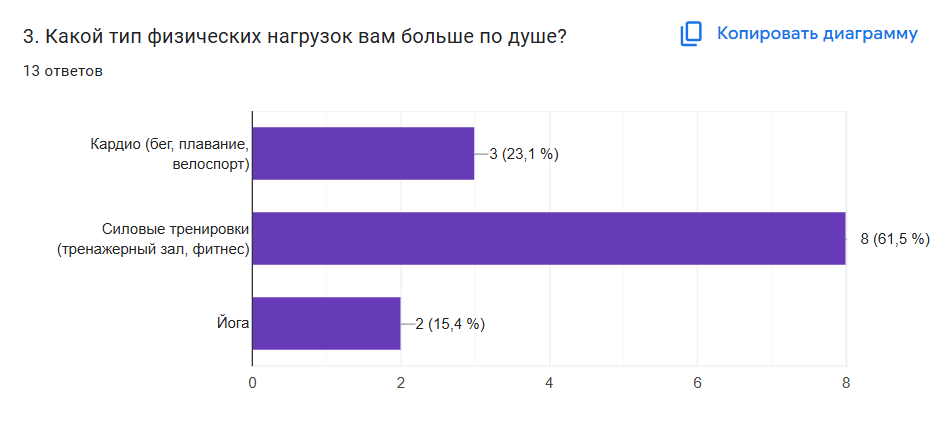 3. Какой тип физических нагрузок вам больше по душе?
Копировать диаграмму
13 ответов
Кардио (бег, плавание,
велоспорт)
3 (23,1 %)
Силовые тренировки
(тренажерный зал, фитнес)
8 (61,5 %)
Йога
2 (15,4 %)
0 2 4 6 8